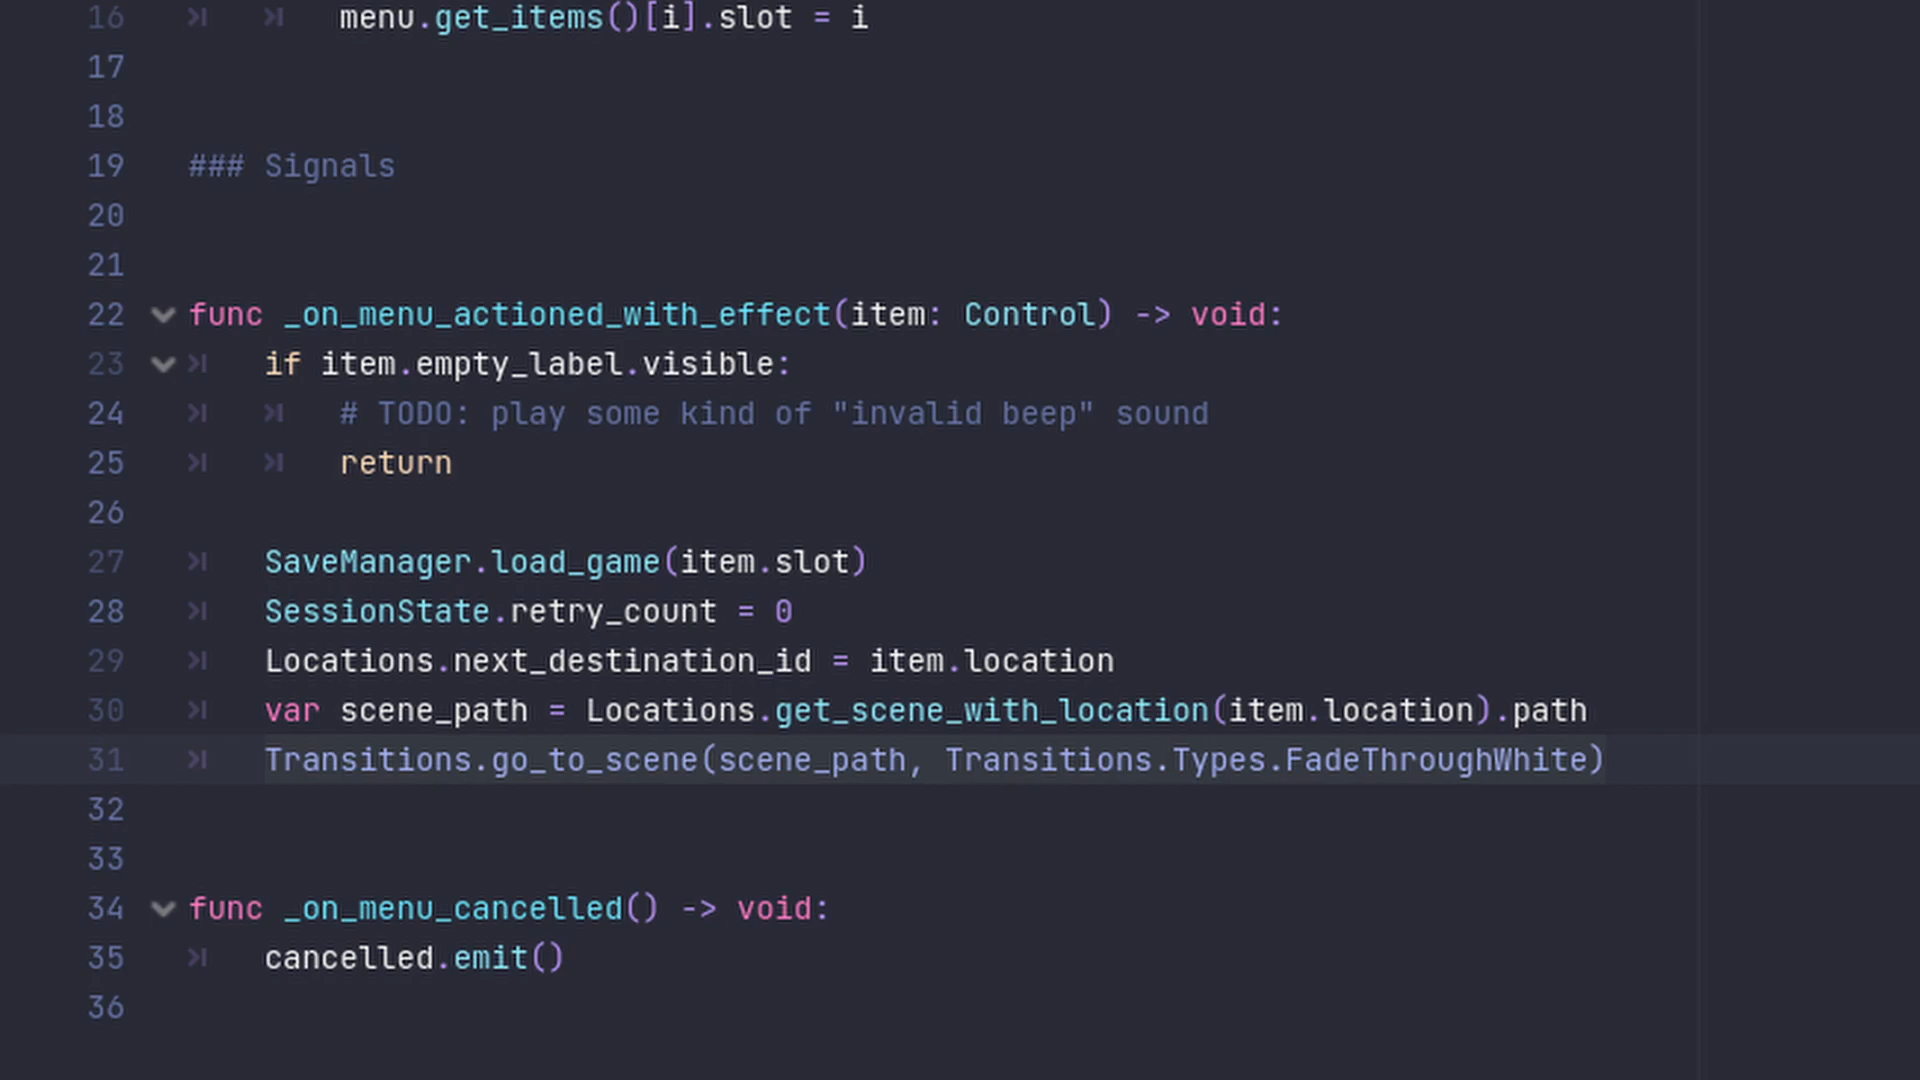 16 menu.get_items()[i].slot = i
17
18
19 ### Signals
20
21
22 func _on_menu_actioned_with_effect(item: Control) -> void:
23 if item.empty_label.visible:
24 # TODO: play some kind of "invalid beep" sound
25 return
26
27 SaveManager.load_game(item.slot)
28 SessionState.retry_count = 0
29 Locations.next_destination_id = item.location
30 var scene_path = Locations.get_scene_with_location(item.location).path
31 Transitions.go_to_scene(scene_path, Transitions.Types.FadeThroughWhite)
32
33
34 func _on_menu_cancelled() -> void:
35 cancelled.emit()
36